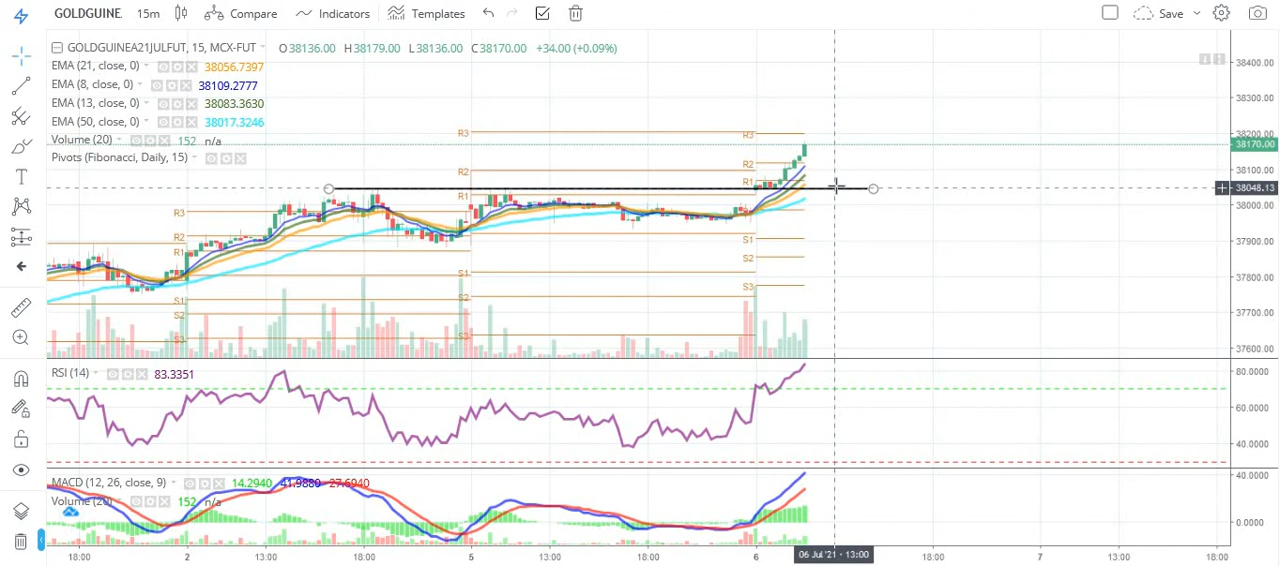 GOLDGUINE. 15m Compare Indicators Templates Save
GOLDGUINEA21JULFUT, 15, MCX-FUT O38136.00 H38179.00 L38136.00 C38170.00 +34.00 (+0.09%)
EMA (21, close, 0) 38056.7397
EMA (8, close, 0) 38109.2777
EMA (13, close, 0) 38083.3630
EMA (50, close, 0) 38017.3246
Volume (20) 152 n/a
Pivots (Fibonacci, Daily, 15)
38400.00
38300.00
38200.00
38170.00
38100.00
38048.13
38000.00
37900.00
37800.00
37700.00
37600.00
R3
R2
R1
S1
S2
S3
R3
R2
R1
S1
S2
S3
R3
R2
R1
S1
S2
S3
RSI (14) 83.3351
80.0000
60.0000
40.0000
MACD (12, 26, close, 9) 14.2940 41.9880 27.6940
Volume (20) 152 n/a
40.0000
0.0000
18:00 2 13:00 18:00 5 13:00 18:00 6 06 Jul '21 · 13:00 18:00 7 13:00 18:00